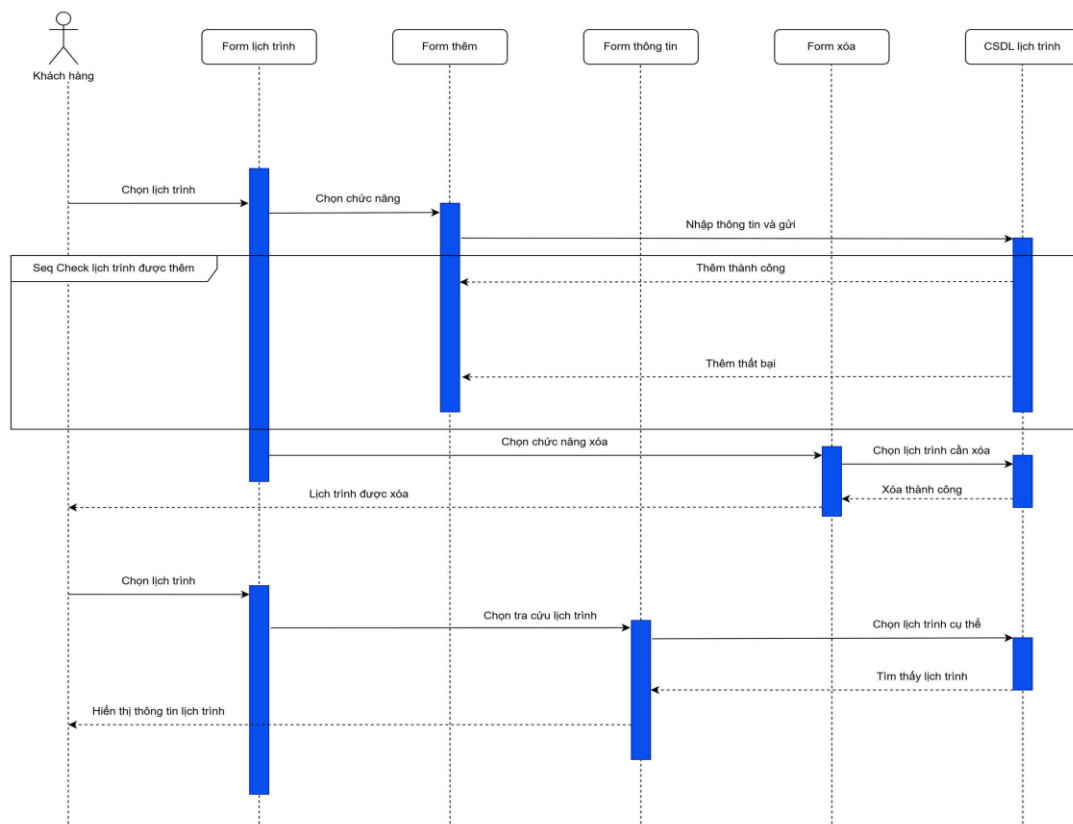 Form lịch trình
Form thêm
Form thông tin
Form xóa
CSDL lịch trình
Khách hàng
Chọn lịch trình
Chọn chức năng
Nhập thông tin và gửi
Seq Check lịch trình được thêm
Thêm thành công
Thêm thất bại
Chọn chức năng xóa
Chọn lịch trình cần xóa
Xóa thành công
Lịch trình được xóa
Chọn lịch trình
Chọn tra cứu lịch trình
Chọn lịch trình cụ thể
Tìm thấy lịch trình
Hiển thị thông tin lịch trình